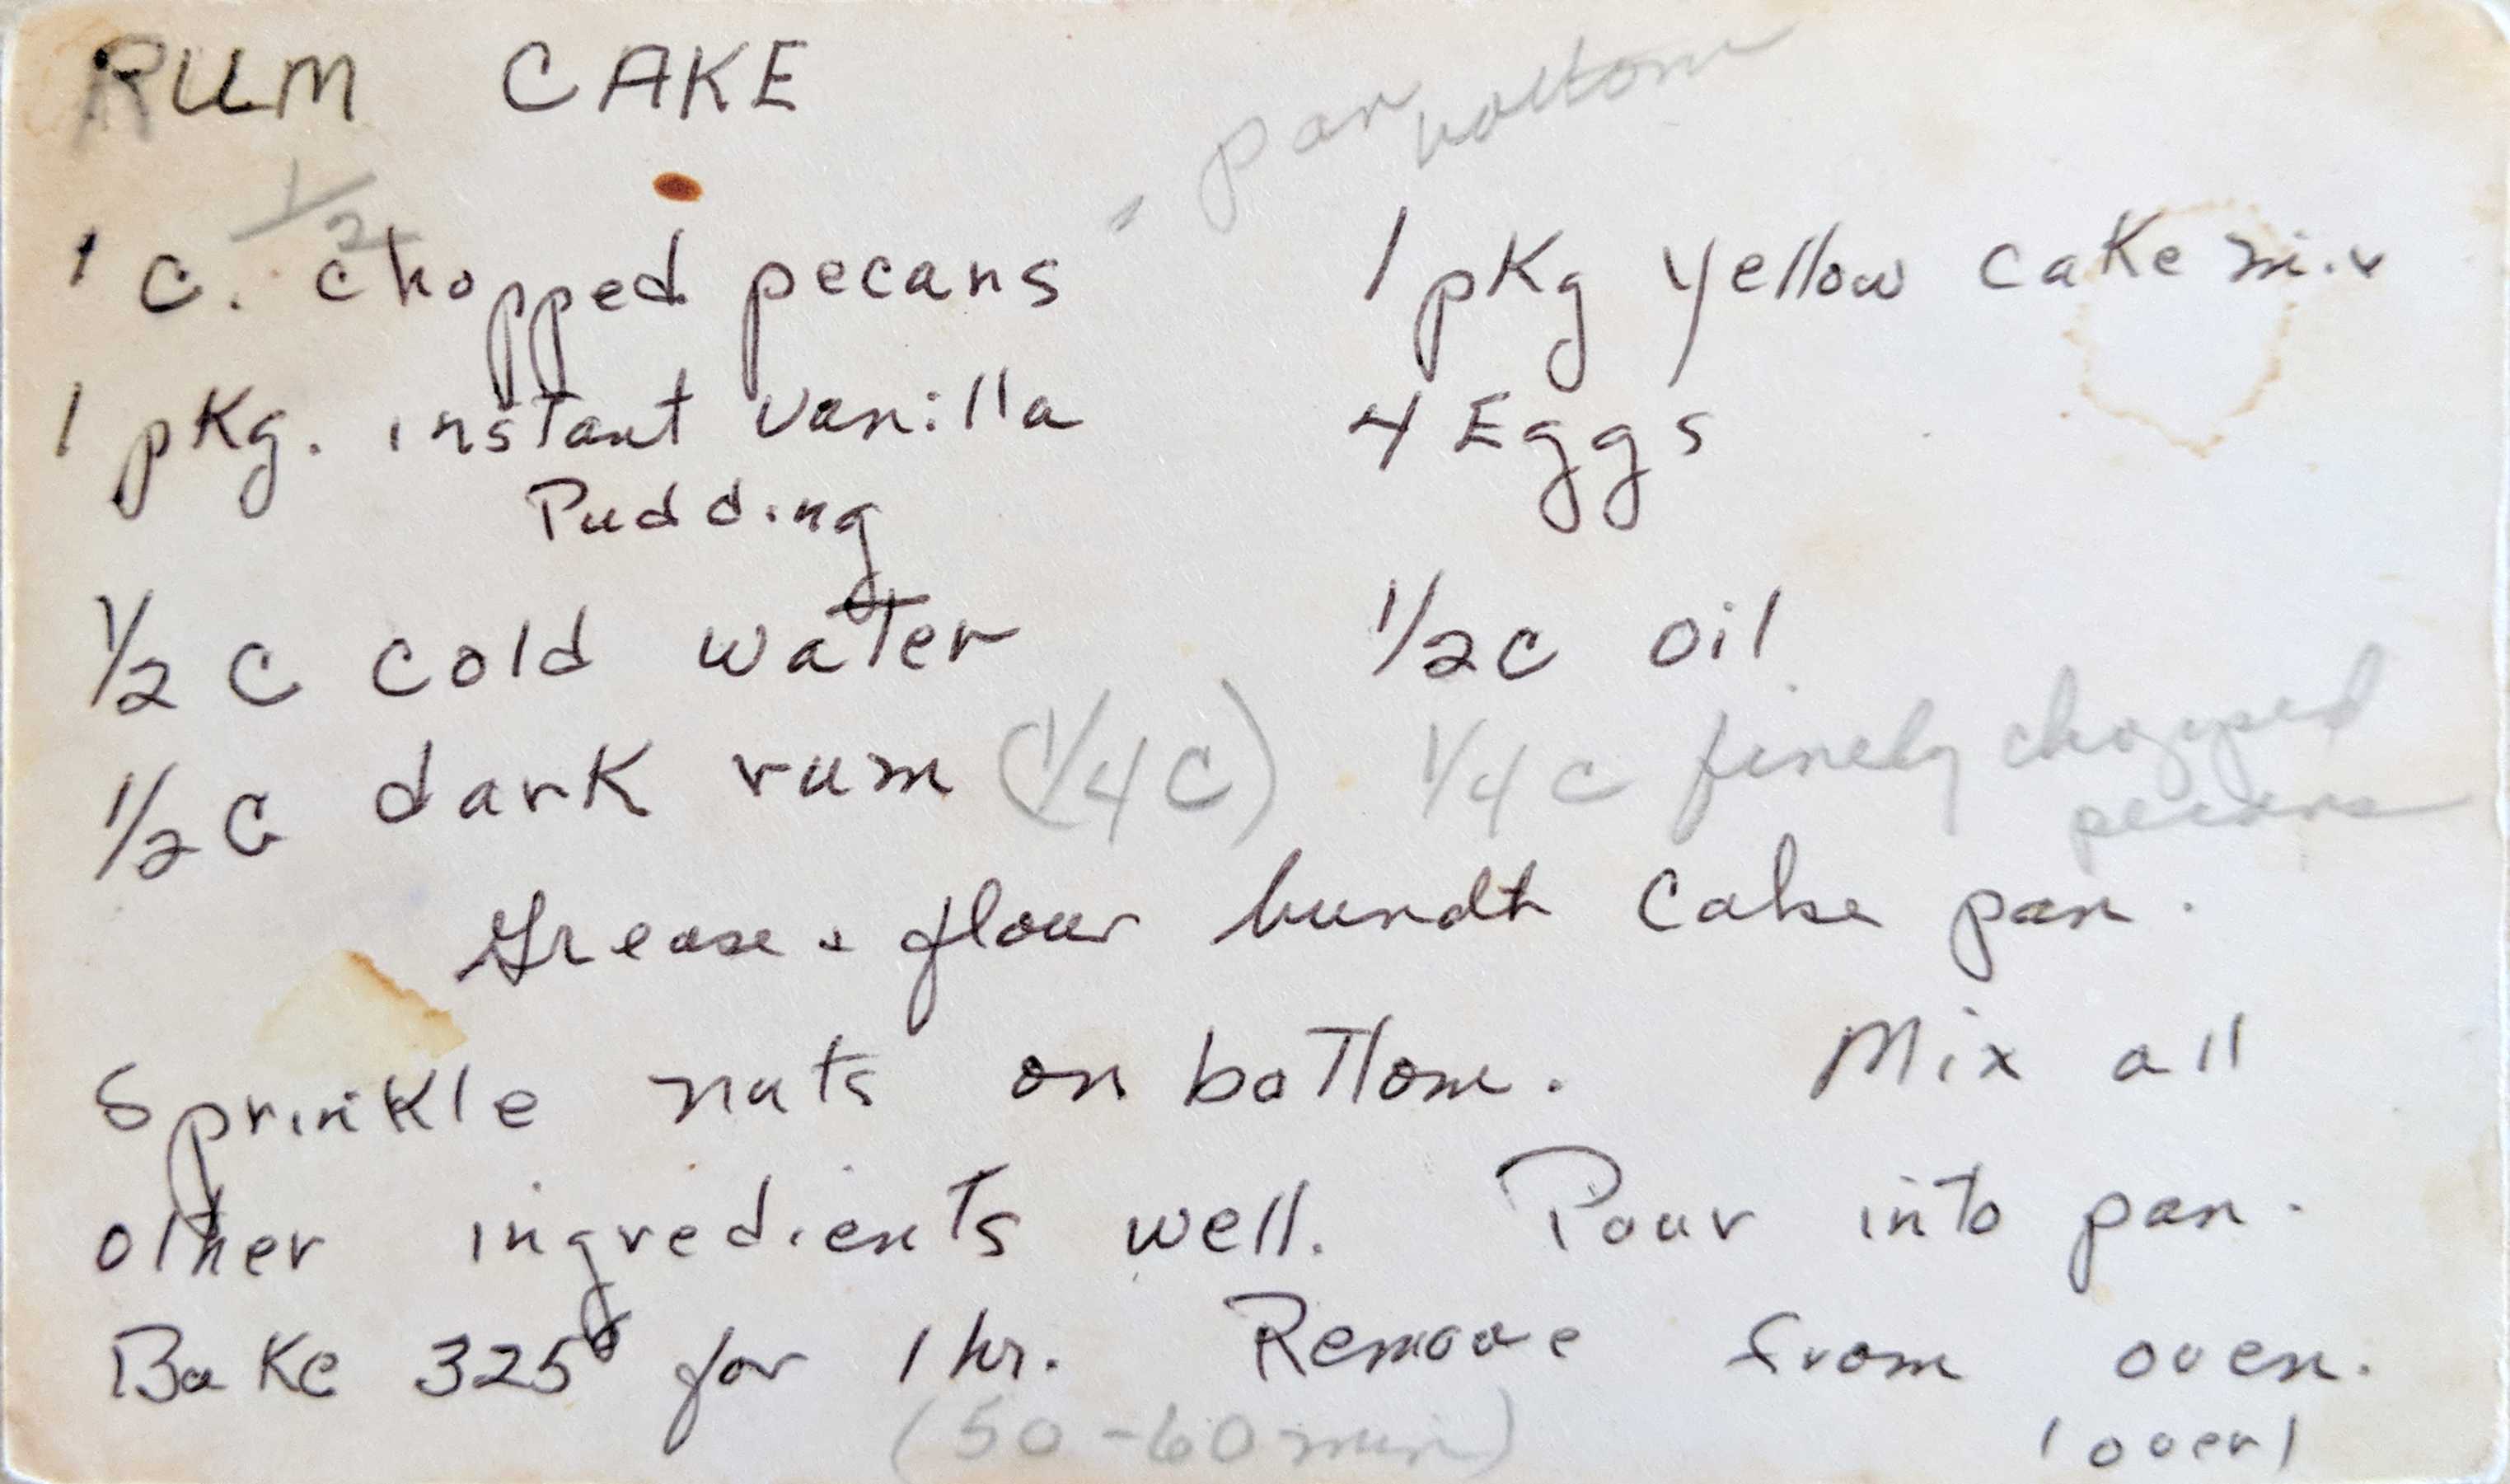 RUM CAKE
pan bottom
1/2
1 c. chopped pecans
1 pkg yellow cake mix
1 pkg. instant vanilla
Pudding
4 Eggs
1/2 C cold water
1/2 c oil
1/2 C dark rum (1/4 C)
1/4 c finely chopped
pecans
Grease & flour bundt cake pan.
Sprinkle nuts on bottom. Mix all
other ingredients well. Pour into pan.
Bake 325° for 1 hr. Remove from oven.
(50-60 min)
(over)